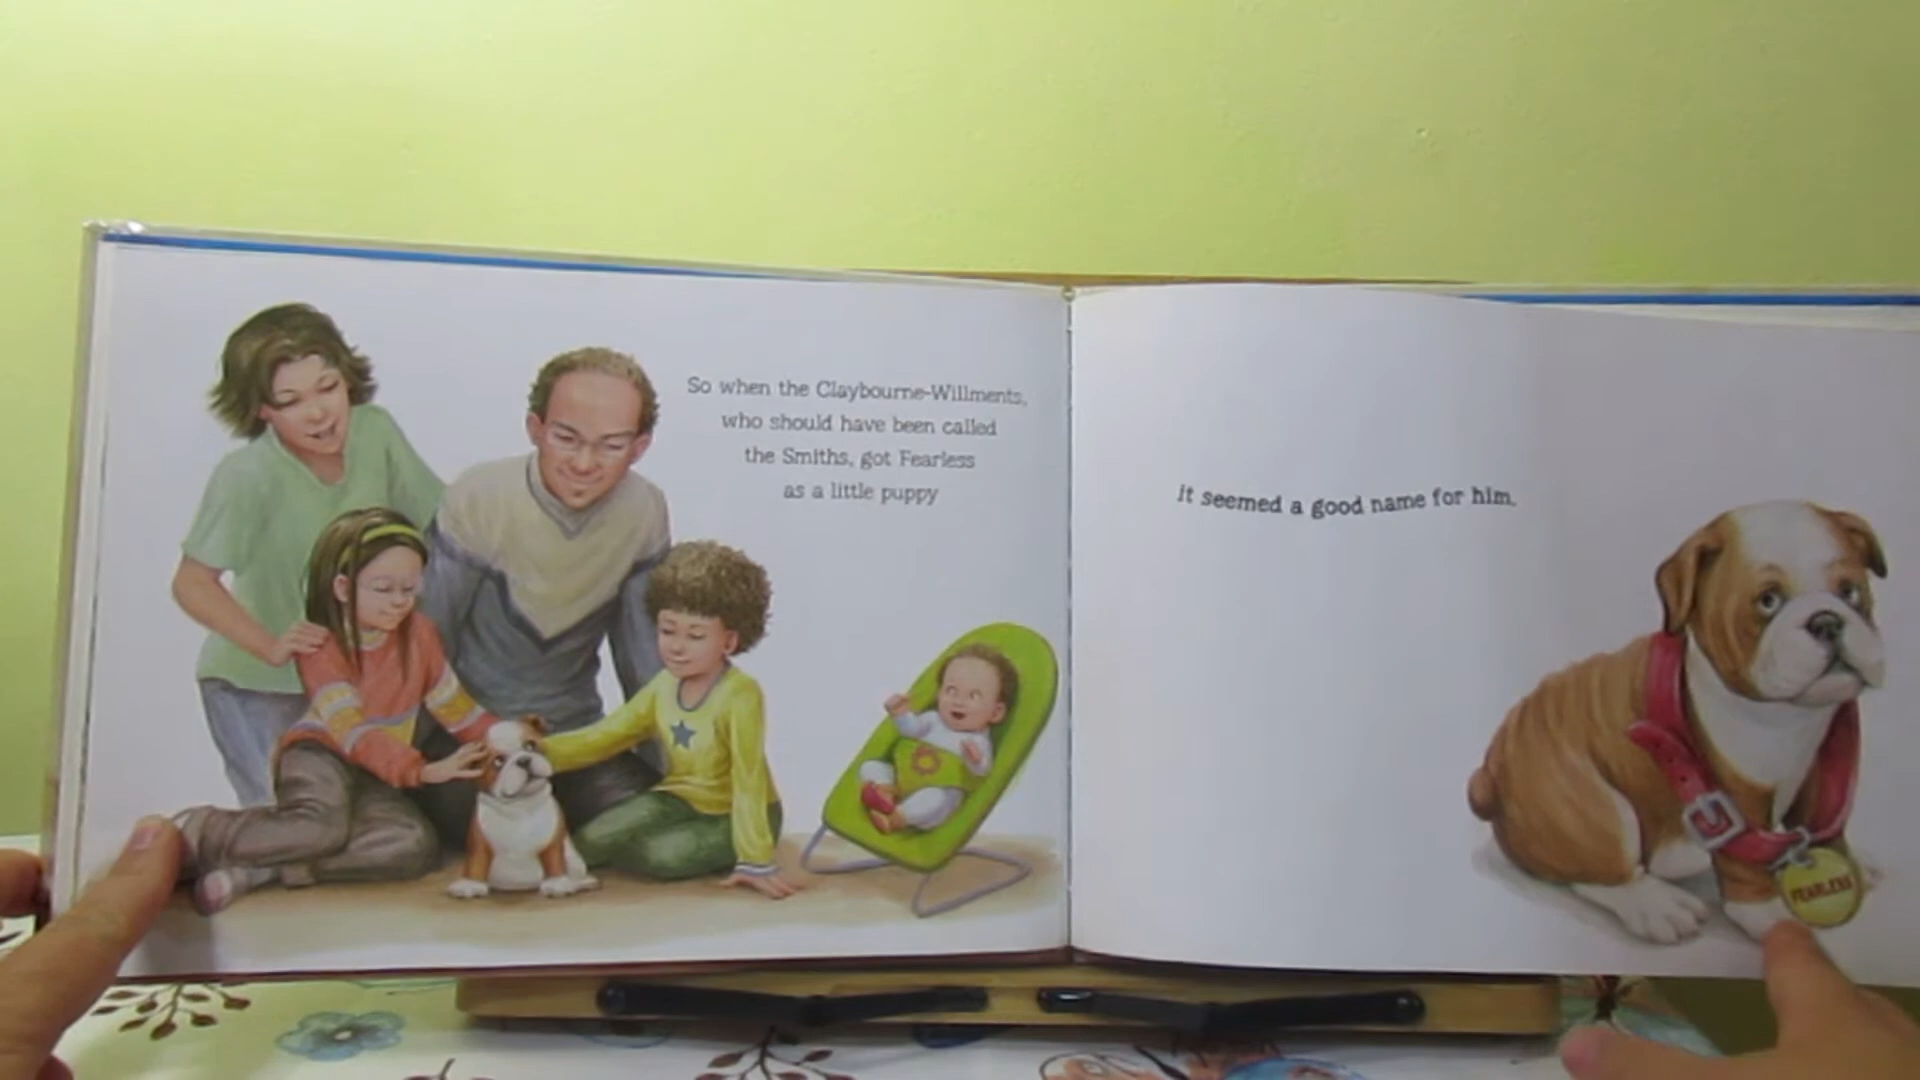 So when the Claybourne-Willments,
who should have been called
the Smiths, got Fearless
as a little puppy
it seemed a good name for him.
FEARLESS